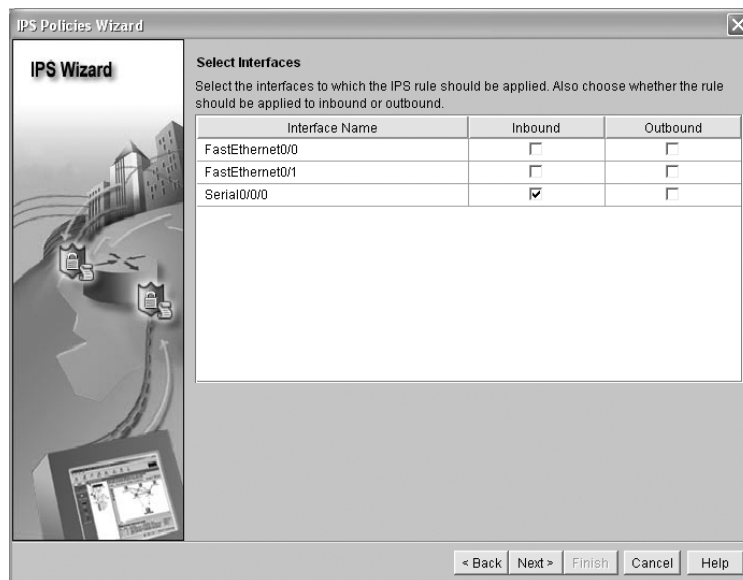 IPS Policies Wizard
IPS Wizard
Select Interfaces
Select the interfaces to which the IPS rule should be applied. Also choose whether the rule
should be applied to inbound or outbound.
Interface Name Inbound Outbound
FastEthernet0/0
FastEthernet0/1
Serial0/0/0
< Back Next > Finish Cancel Help